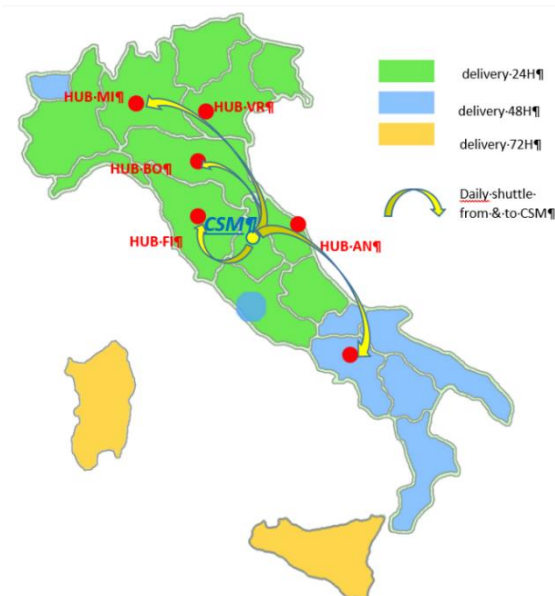 delivery·24H¶
HUB·MI¶
HUB·VR¶
delivery·48H¶
delivery·72H¶
HUB·BO¶
Daily·shuttle·
from·&·to·CSM¶
CSM¶
HUB·FI¶
HUB·AN¶